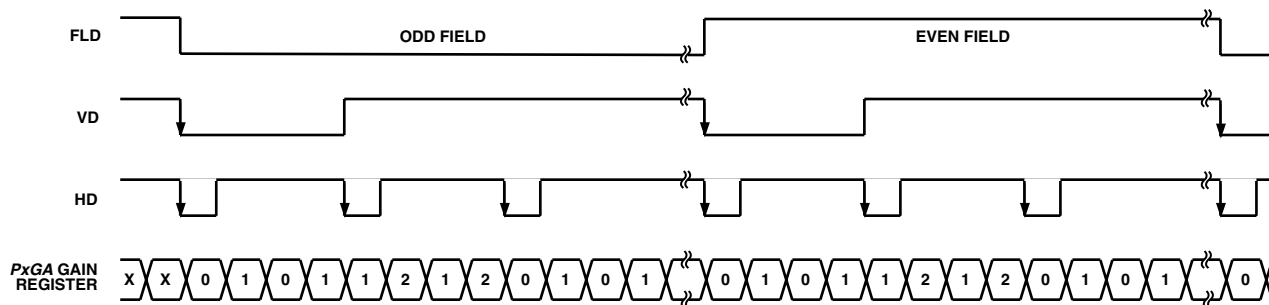 FLD
ODD FIELD
EVEN FIELD
VD
HD
PxGA GAIN
REGISTER
X X 0 1 0 1 1 2 1 2 0 1 0 1 0 1 0 1 1 2 1 2 0 1 0 1 0